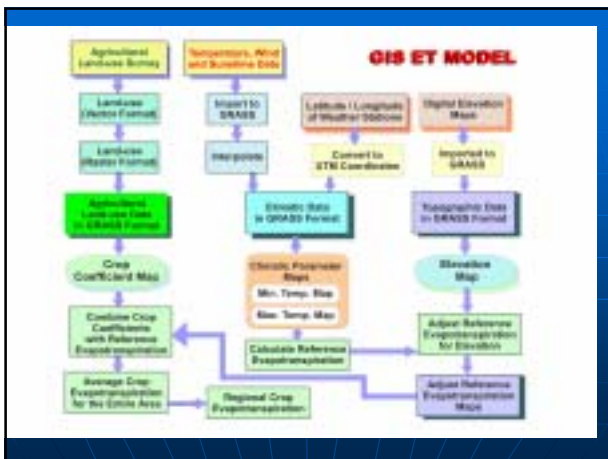 GIS ET MODEL
Agricultural
Landuse Survey
Temperature, Wind
and Sunshine Data
Landuse
(Vector Format)
Import to
GRASS
Latitude / Longitude
of Weather Stations
Digital Elevation
Maps
Landuse
(Raster Format)
Interpolate
Convert to
UTM Coordinates
Imported to
GRASS
Agricultural
Landuse Data
in GRASS Format
Climatic Data
in GRASS Format
Topographic Data
in GRASS Format
Crop
Coefficient Map
Climatic Parameter
Maps
Min. Temp. Map
Max. Temp. Map
Elevation
Map
Combine Crop
Coefficients
with Reference
Evapotranspiration
Calculate Reference
Evapotranspiration
Adjust Reference
Evapotranspiration
for Elevation
Average Crop
Evapotranspiration
for the Entire Area
Regional Crop
Evapotranspiration
Adjust Reference
Evapotranspiration
Maps